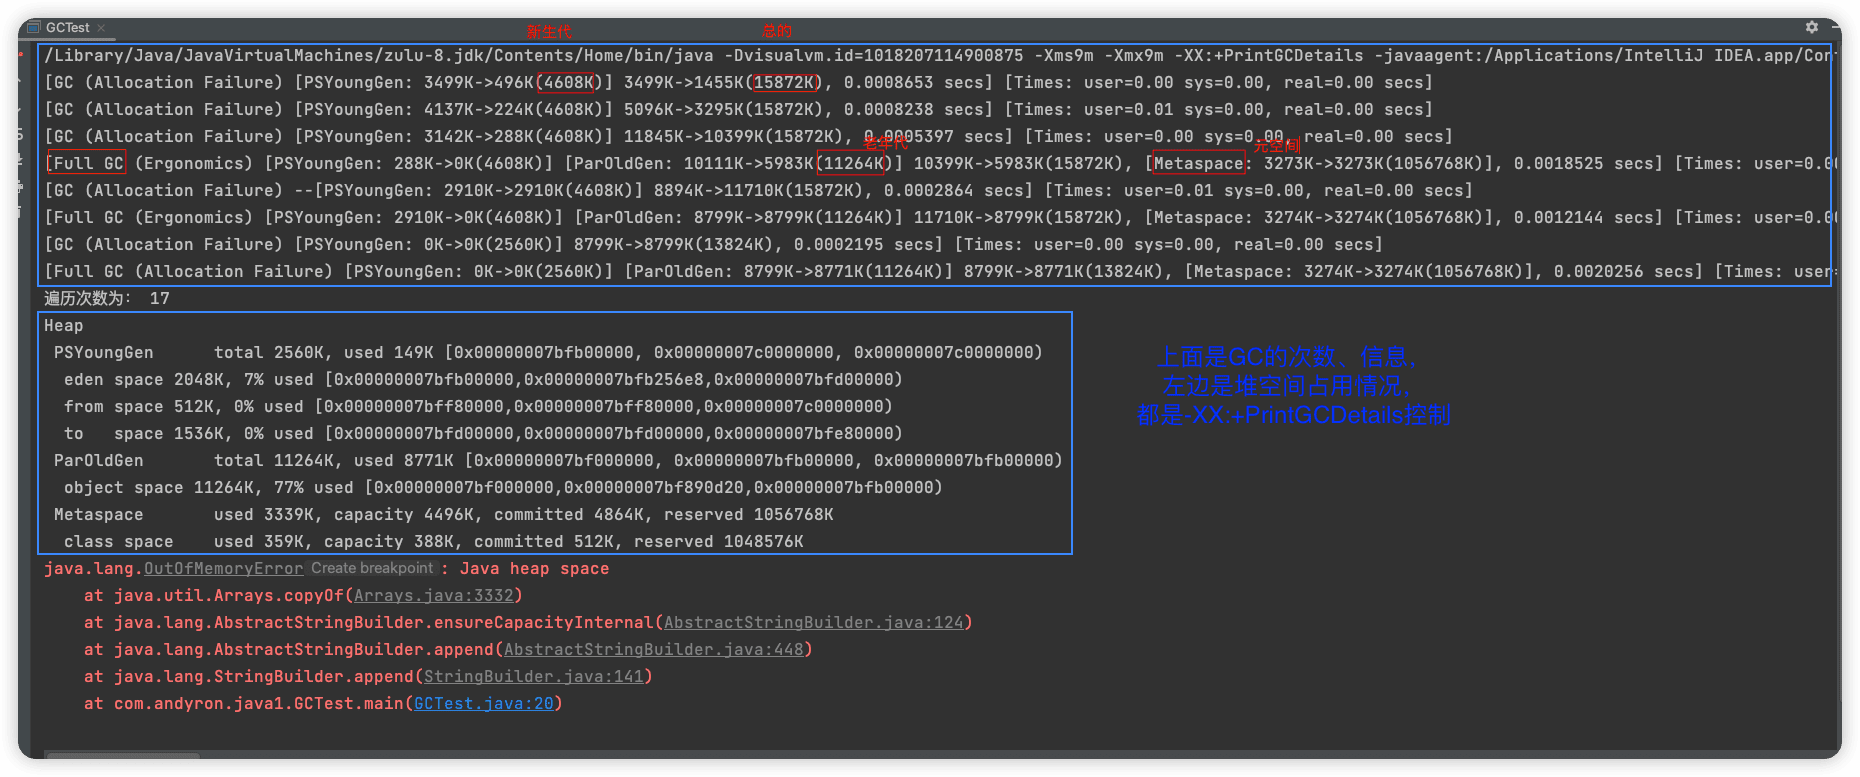 GCTest
新生代 总的
/Library/Java/JavaVirtualMachines/zulu-8.jdk/Contents/Home/bin/java -Dvisualvm.id=1018207114900875 -Xms9m -Xmx9m -XX:+PrintGCDetails -javaagent:/Applications/IntelliJ IDEA.app/Con
[GC (Allocation Failure) [PSYoungGen: 3499K->496K(4608K)] 3499K->1455K(15872K), 0.0008653 secs] [Times: user=0.00 sys=0.00, real=0.00 secs]
[GC (Allocation Failure) [PSYoungGen: 4137K->224K(4608K)] 5096K->3295K(15872K), 0.0008238 secs] [Times: user=0.01 sys=0.00, real=0.00 secs]
[GC (Allocation Failure) [PSYoungGen: 3142K->288K(4608K)] 11845K->10399K(15872K), 0.0005397 secs] [Times: user=0.00 sys=0.00, real=0.00 secs]
老年代 元空间
[Full GC (Ergonomics) [PSYoungGen: 288K->0K(4608K)] [ParOldGen: 10111K->5983K(11264K)] 10399K->5983K(15872K), [Metaspace: 3273K->3273K(1056768K)], 0.0018525 secs] [Times: user=0.0
[GC (Allocation Failure) --[PSYoungGen: 2910K->2910K(4608K)] 8894K->11710K(15872K), 0.0002864 secs] [Times: user=0.01 sys=0.00, real=0.00 secs]
[Full GC (Ergonomics) [PSYoungGen: 2910K->0K(4608K)] [ParOldGen: 8799K->8799K(11264K)] 11710K->8799K(15872K), [Metaspace: 3274K->3274K(1056768K)], 0.0012144 secs] [Times: user=0.00
[GC (Allocation Failure) [PSYoungGen: 0K->0K(2560K)] 8799K->8799K(13824K), 0.0002195 secs] [Times: user=0.00 sys=0.00, real=0.00 secs]
[Full GC (Allocation Failure) [PSYoungGen: 0K->0K(2560K)] [ParOldGen: 8799K->8771K(11264K)] 8799K->8771K(13824K), [Metaspace: 3274K->3274K(1056768K)], 0.0020256 secs] [Times: user=
遍历次数为： 17
Heap
PSYoungGen total 2560K, used 149K [0x00000007bfb00000, 0x00000007c0000000, 0x00000007c0000000)
eden space 2048K, 7% used [0x00000007bfb00000,0x00000007bfb256e8,0x00000007bfd00000)
from space 512K, 0% used [0x00000007bff80000,0x00000007bff80000,0x00000007c0000000)
to space 1536K, 0% used [0x00000007bfd00000,0x00000007bfd00000,0x00000007bfe80000)
ParOldGen total 11264K, used 8771K [0x00000007bf000000, 0x00000007bfb00000, 0x00000007bfb00000)
object space 11264K, 77% used [0x00000007bf000000,0x00000007bf890d20,0x00000007bfb00000)
Metaspace used 3339K, capacity 4496K, committed 4864K, reserved 1056768K
class space used 359K, capacity 388K, committed 512K, reserved 1048576K
上面是GC的次数、信息，
左边是堆空间占用情况，
都是-XX:+PrintGCDetails控制
java.lang.OutOfMemoryError Create breakpoint : Java heap space
at java.util.Arrays.copyOf(Arrays.java:3332)
at java.lang.AbstractStringBuilder.ensureCapacityInternal(AbstractStringBuilder.java:124)
at java.lang.AbstractStringBuilder.append(AbstractStringBuilder.java:448)
at java.lang.StringBuilder.append(StringBuilder.java:141)
at com.andyron.java1.GCTest.main(GCTest.java:20)